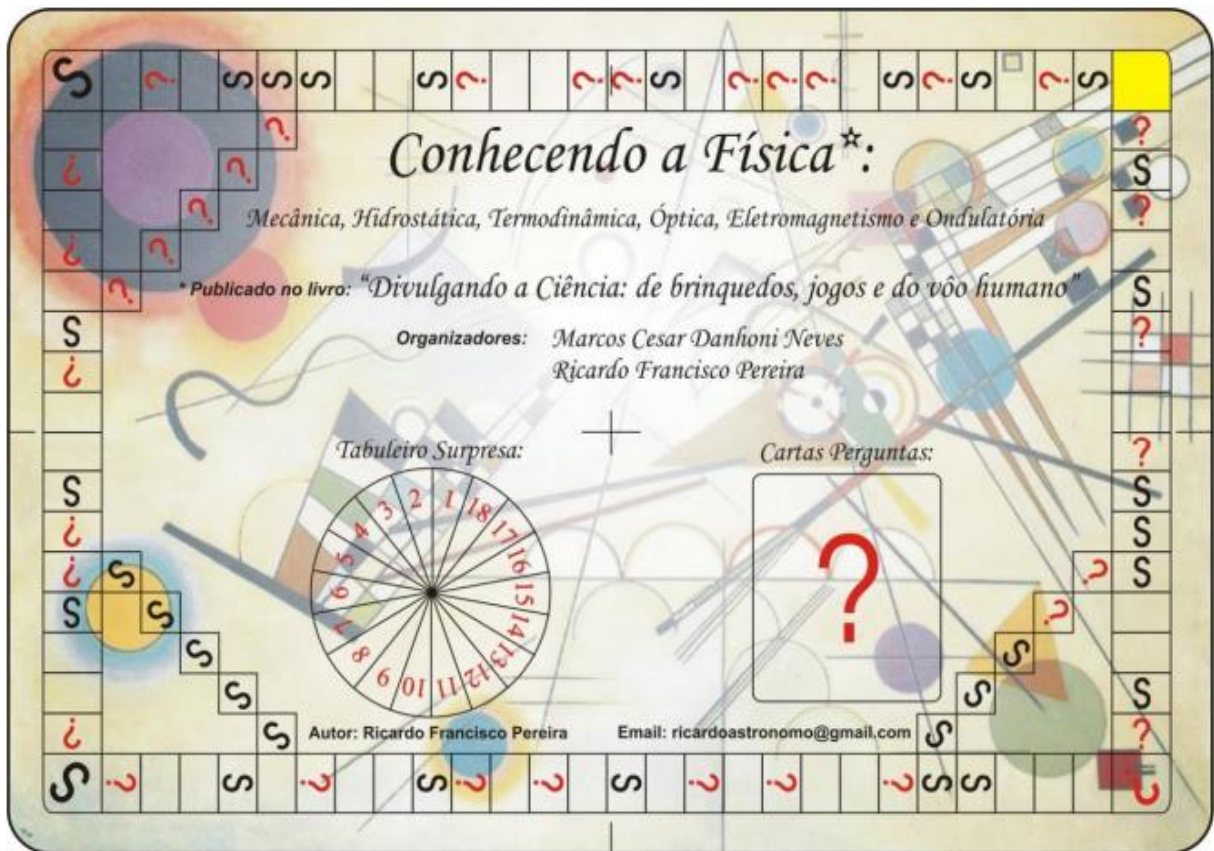 S ? S S S S ? ? ? S ? ? ? S ? S ? S
? ?
? ? S
? ?
? ?
? S
S ?
?
Conhecendo a Física*:
Mecânica, Hidrostática, Termodinâmica, Óptica, Eletromagnetismo e Ondulatória
* Publicado no livro: "Divulgando a Ciência: de brinquedos, jogos e do vôo humano"
Organizadores: Marcos Cesar Danhoni Neves
Ricardo Francisco Pereira
Tabuleiro Surpresa:
1 2 3 4 5 6 7 8 9 10 11 12 13 14 15 16 17 18
Cartas Perguntas:
?
?
S S
? S
? S ? S
S S ?
S S
S S S
? S S ?
Autor: Ricardo Francisco Pereira Email: ricardoastronomo@gmail.com
S ? S ? S ? ? S ? ? S S ?